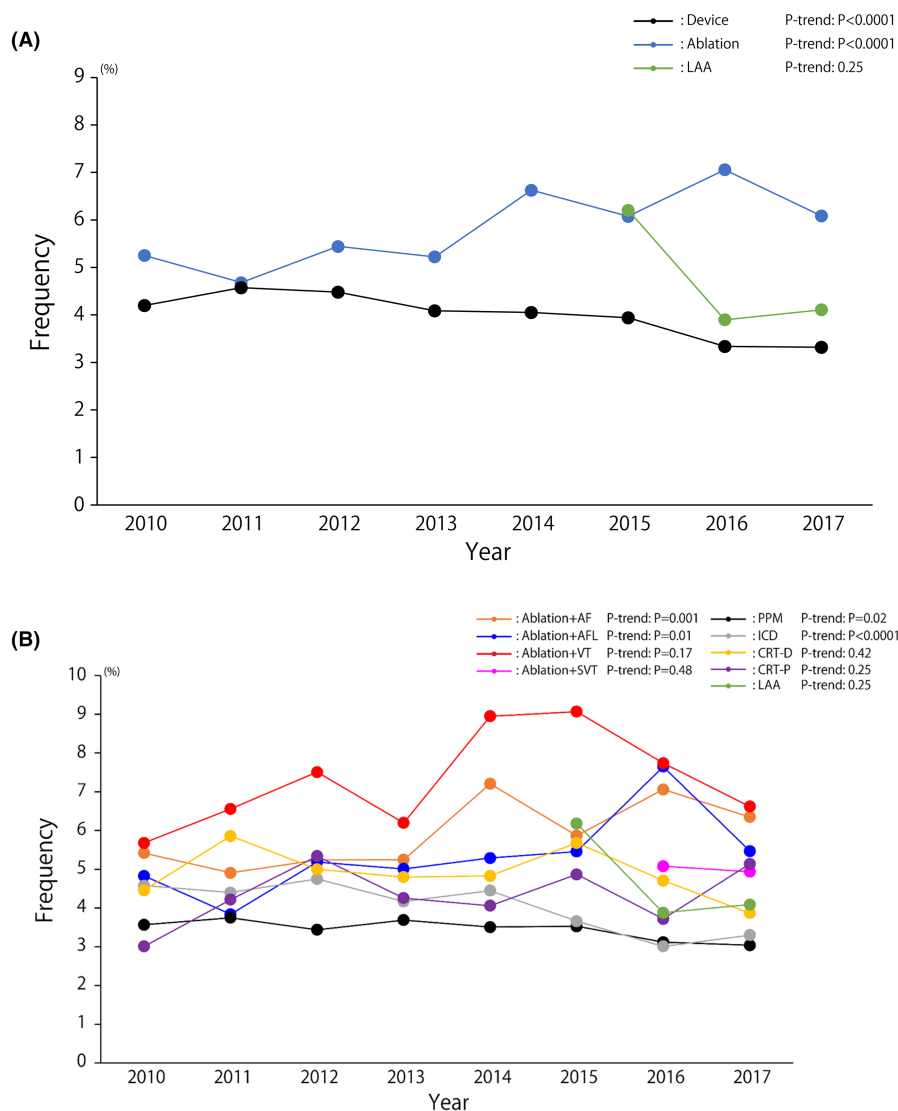 (A)
: Device P-trend: P<0.0001
: Ablation P-trend: P<0.0001
: LAA P-trend: 0.25
(%)
9
8
7
6
5
4
3
2
1
0
Frequency
2010 2011 2012 2013 2014 2015 2016 2017
Year
(B)
: Ablation+AF P-trend: P=0.001 : PPM P-trend: P=0.02
: Ablation+AFL P-trend: P=0.01 : ICD P-trend: P<0.0001
: Ablation+VT P-trend: P=0.17 : CRT-D P-trend: 0.42
: Ablation+SVT P-trend: P=0.48 : CRT-P P-trend: 0.25
: LAA P-trend: 0.25
(%)
10
9
8
7
6
5
4
3
2
1
0
Frequency
2010 2011 2012 2013 2014 2015 2016 2017
Year